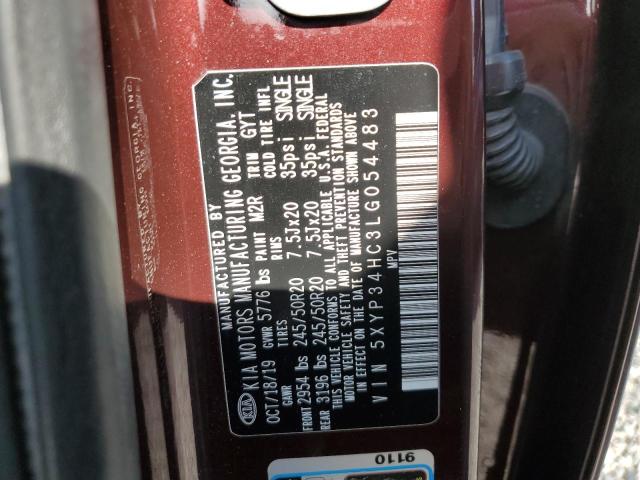 MANUFACTURED BY
KIA KIA MOTORS MANUFACTURING GEORGIA, INC.
OCT/18/19 GVWR 5776 lbs PAINT M2R TRIM GYT
GAWR TIRES RIMS COLD TIRE INFL
FRONT 2954 lbs 245/50R20 7.5Jx20 35psi SINGLE
REAR 3196 lbs 245/50R20 7.5Jx20 35psi SINGLE
THIS VEHICLE CONFORMS TO ALL APPLICABLE U.S.A. FEDERAL
MOTOR VEHICLE SAFETY AND THEFT PREVENTION STANDARDS
IN EFFECT ON THE DATE OF MANUFACTURE SHOWN ABOVE
VIN 5XYP34HC3LG054483
MPV
9110